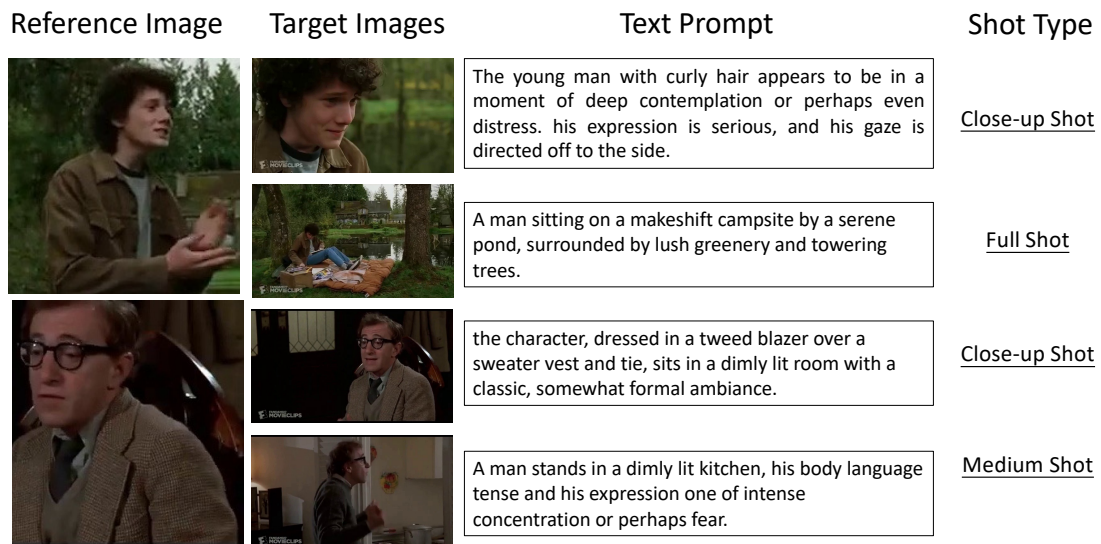 Reference Image Target Images Text Prompt Shot Type
The young man with curly hair appears to be in a
moment of deep contemplation or perhaps even
distress. his expression is serious, and his gaze is
directed off to the side.
Close-up Shot
MOVIECLIPS
A man sitting on a makeshift campsite by a serene
pond, surrounded by lush greenery and towering
trees.
Full Shot
MOVIECLIPS
the character, dressed in a tweed blazer over a
sweater vest and tie, sits in a dimly lit room with a
classic, somewhat formal ambiance.
Close-up Shot
MOVIECLIPS
A man stands in a dimly lit kitchen, his body language
tense and his expression one of intense
concentration or perhaps fear.
Medium Shot
MOVIECLIPS